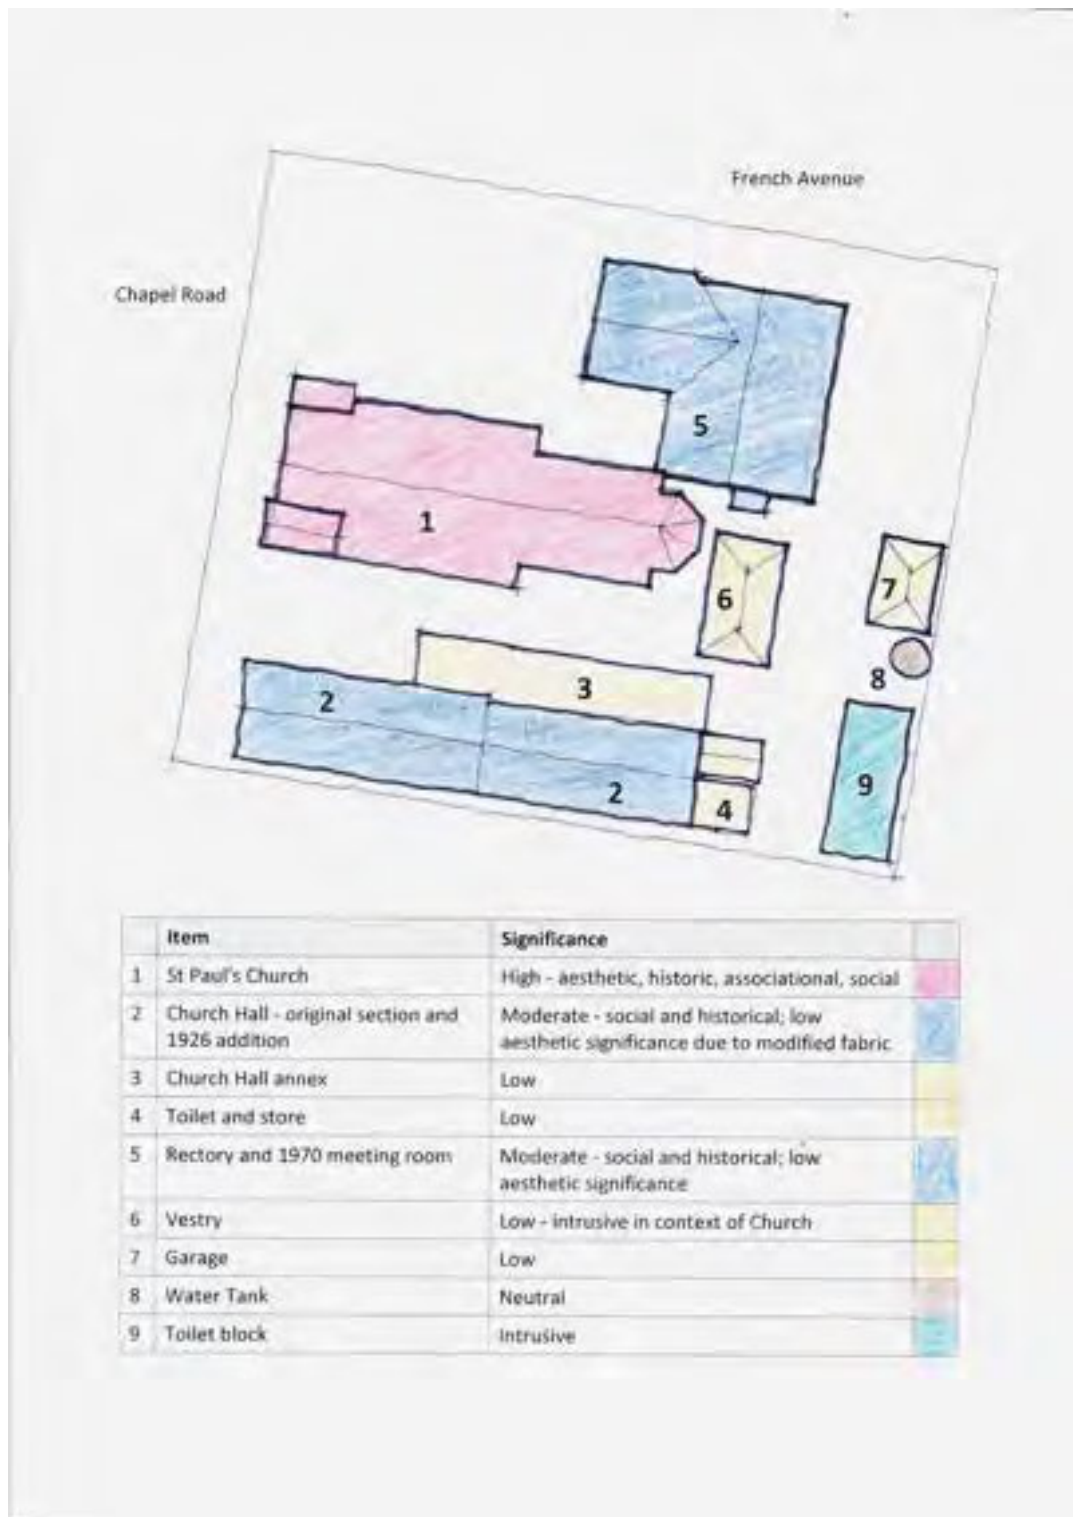 French Avenue
Chapel Road
5
1
6
7
8
3
2
2
4
9
Item Significance
1 St Paul's Church High - aesthetic, historic, associational, social
2 Church Hall - original section and Moderate - social and historical; low
1926 addition aesthetic significance due to modified fabric
3 Church Hall annex Low
4 Toilet and store Low
5 Rectory and 1970 meeting room Moderate - social and historical; low
aesthetic significance
6 Vestry Low - intrusive in context of Church
7 Garage Low
8 Water Tank Neutral
9 Toilet block Intrusive